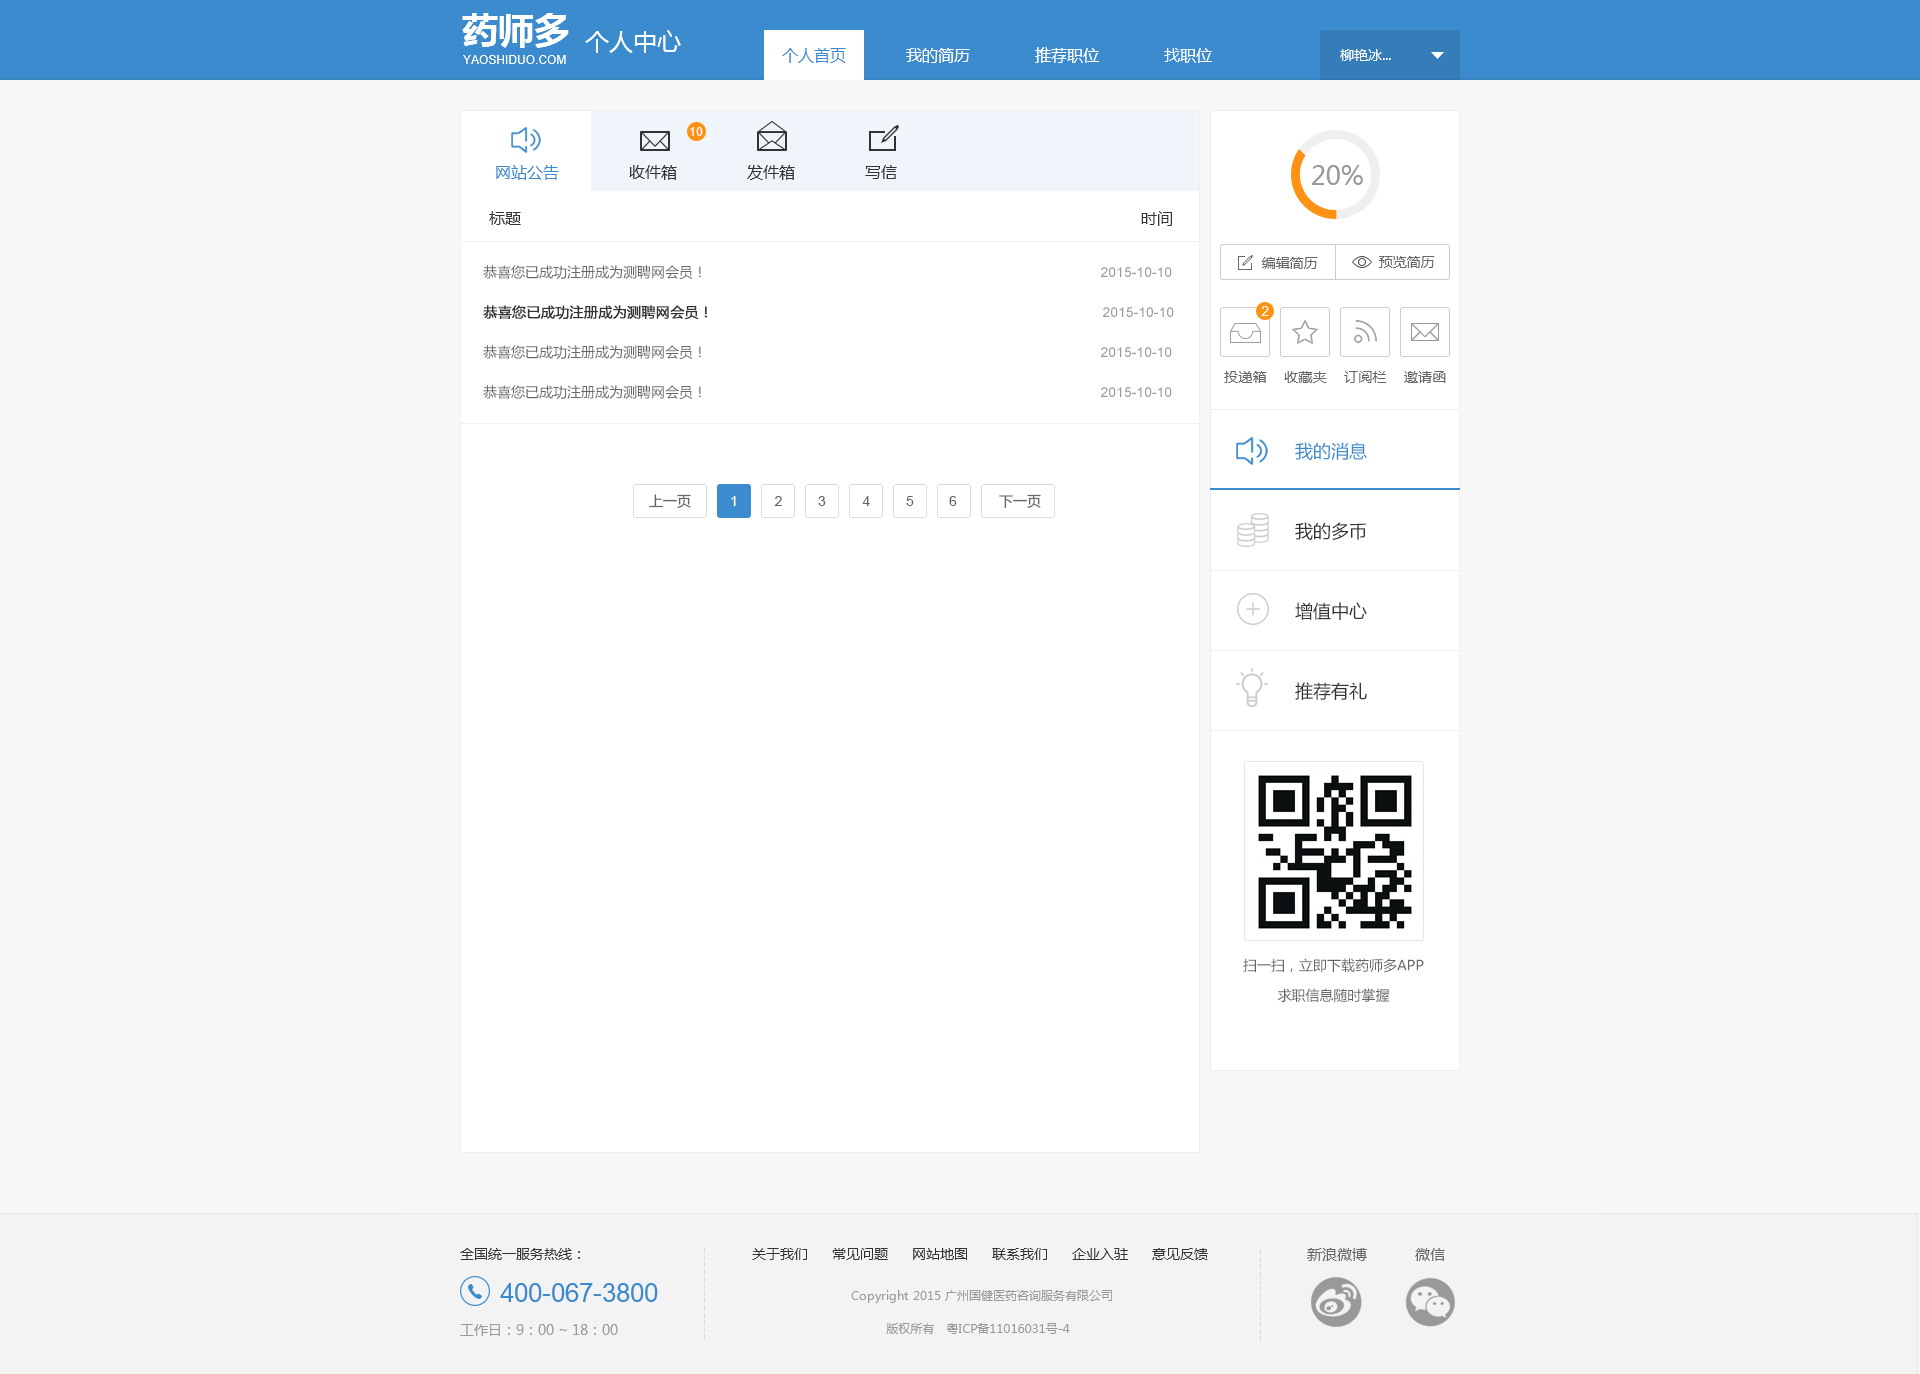 药师多
YAOSHIDUO.COM
个人中心
个人首页 我的简历 推荐职位 找职位
柳艳冰...
网站公告 收件箱 10 发件箱 写信
标题 时间
恭喜您已成功注册成为测聘网会员！ 2015-10-10
恭喜您已成功注册成为测聘网会员！ 2015-10-10
恭喜您已成功注册成为测聘网会员！ 2015-10-10
恭喜您已成功注册成为测聘网会员！ 2015-10-10
上一页 1 2 3 4 5 6 下一页
20%
编辑简历 预览简历
2
投递箱 收藏夹 订阅栏 邀请函
我的消息
我的多币
增值中心
推荐有礼
扫一扫，立即下载药师多APP
求职信息随时掌握
全国统一服务热线：
400-067-3800
工作日：9：00 ~ 18：00
关于我们 常见问题 网站地图 联系我们 企业入驻 意见反馈
Copyright 2015 广州国健医药咨询服务有限公司
版权所有 粤ICP备11016031号-4
新浪微博 微信